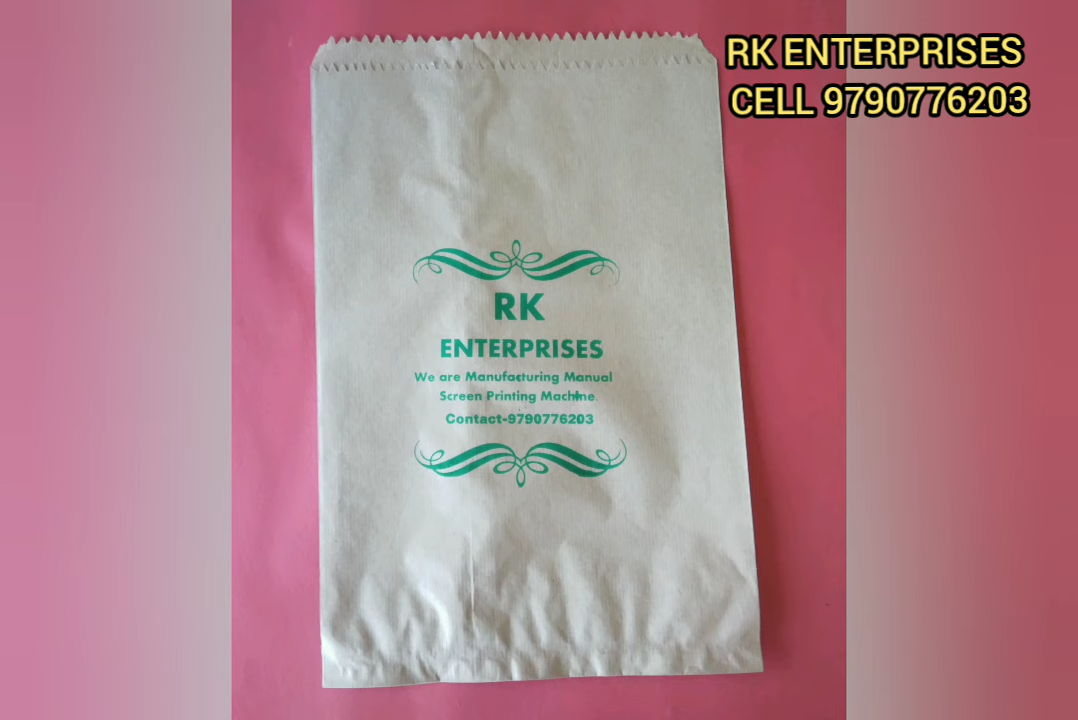 RK ENTERPRISES
CELL 9790776203
RK
ENTERPRISES
We are Manufacturing Manual
Screen Printing Machine.
Contact-9790776203